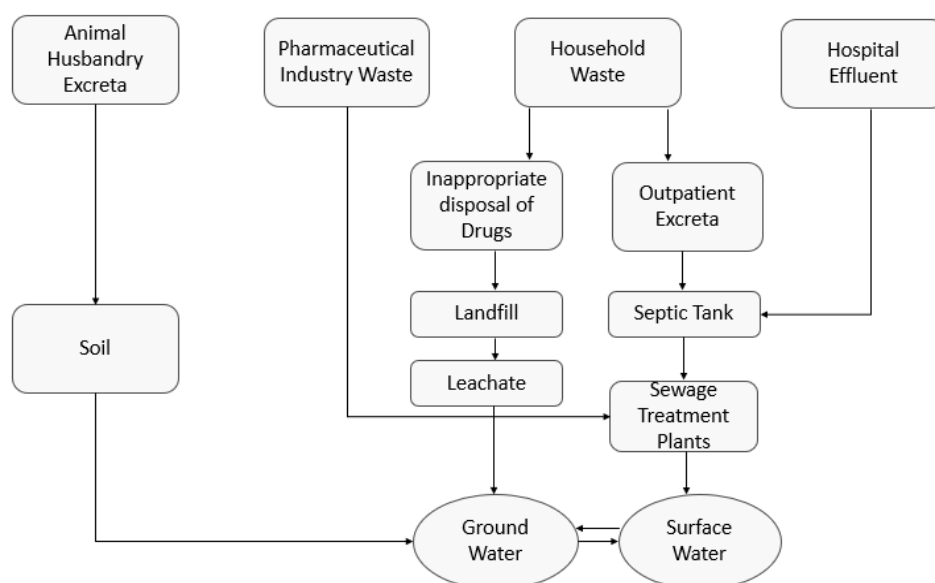 Animal
Husbandry
Excreta
Pharmaceutical
Industry Waste
Household
Waste
Hospital
Effluent
Inappropriate
disposal of
Drugs
Outpatient
Excreta
Soil
Landfill
Septic Tank
Leachate
Sewage
Treatment
Plants
Ground
Water
Surface
Water